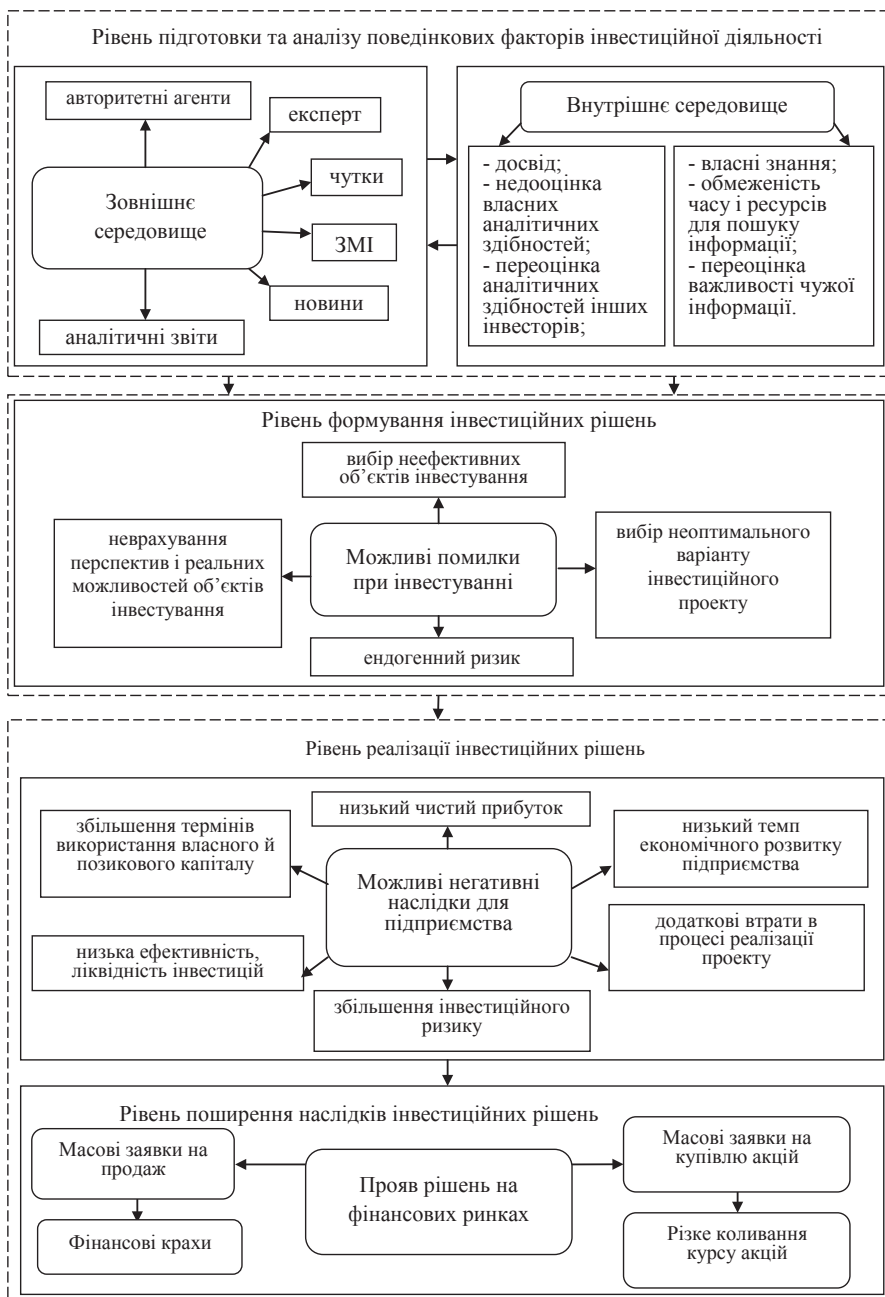 Рівень підготовки та аналізу поведінкових факторів інвестиційної діяльності
авторитетні агенти
експерт
чутки
Зовнішнє
середовище
ЗМІ
новини
аналітичні звіти
Внутрішнє середовище
- досвід;
- недооцінка
власних
аналітичних
здібностей;
- переоцінка
аналітичних
здібностей інших
інвесторів;
- власні знання;
- обмеженість
часу і ресурсів
для пошуку
інформації;
- переоцінка
важливості чужої
інформації.
Рівень формування інвестиційних рішень
вибір неефективних
об’єктів інвестування
неврахування
перспектив і реальних
можливостей об’єктів
інвестування
Можливі помилки
при інвестуванні
вибір неоптимального
варіанту
інвестиційного
проекту
ендогенний ризик
Рівень реалізації інвестиційних рішень
низький чистий прибуток
збільшення термінів
використання власного й
позикового капіталу
низький темп
економічного розвитку
підприємства
Можливі негативні
наслідки для
підприємства
низька ефективність,
ліквідність інвестицій
додаткові втрати в
процесі реалізації
проекту
збільшення інвестиційного
ризику
Рівень поширення наслідків інвестиційних рішень
Масові заявки на
продаж
Прояв рішень на
фінансових ринках
Масові заявки на
купівлю акцій
Фінансові крахи
Різке коливання
курсу акцій